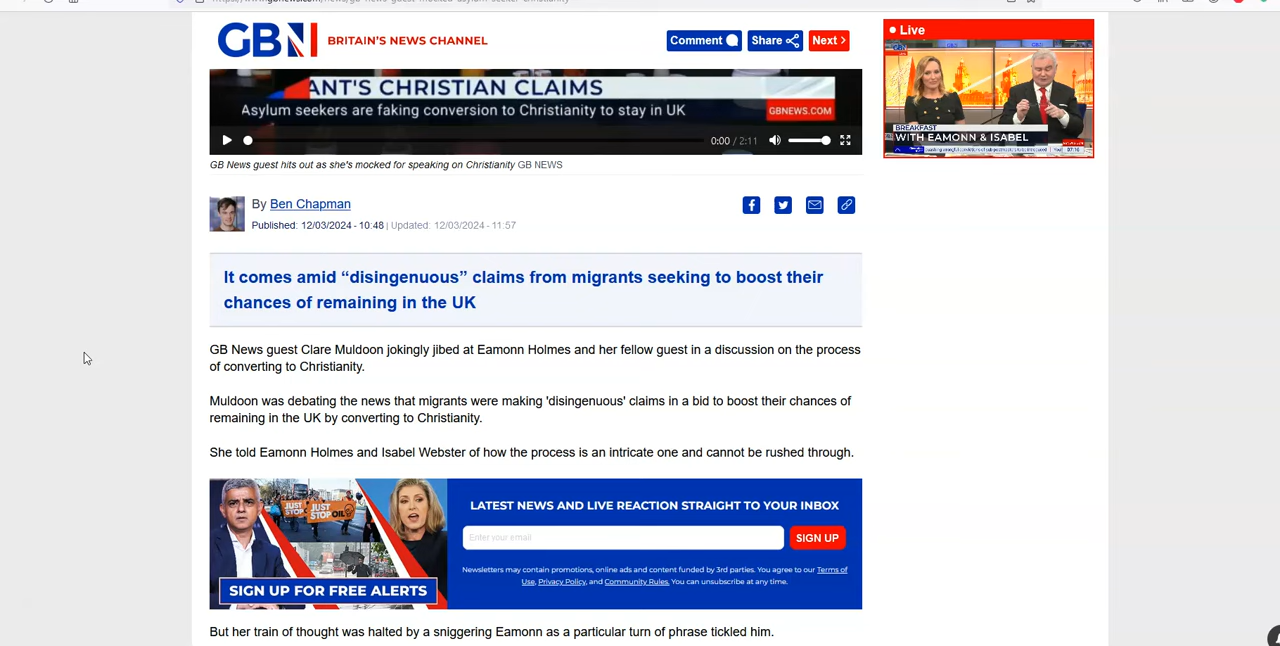 GBN BRITAIN'S NEWS CHANNEL
Comment Share Next
Live
ANT'S CHRISTIAN CLAIMS
Asylum seekers are faking conversion to Christianity to stay in UK
GBNEWS.COM
0:00 / 2:11
BREAKFAST
WITH EAMONN & ISABEL
GB News guest hits out as she's mocked for speaking on Christianity GB NEWS
By Ben Chapman
Published: 12/03/2024 - 10:48 | Updated: 12/03/2024 - 11:57
It comes amid “disingenuous” claims from migrants seeking to boost their
chances of remaining in the UK
GB News guest Clare Muldoon jokingly jibed at Eamonn Holmes and her fellow guest in a discussion on the process
of converting to Christianity.
Muldoon was debating the news that migrants were making 'disingenuous' claims in a bid to boost their chances of
remaining in the UK by converting to Christianity.
She told Eamonn Holmes and Isabel Webster of how the process is an intricate one and cannot be rushed through.
JUST STOP OIL
SIGN UP FOR FREE ALERTS
LATEST NEWS AND LIVE REACTION STRAIGHT TO YOUR INBOX
Enter your email
SIGN UP
Newsletters may contain promotions, online ads and content funded by 3rd parties. You agree to our Terms of
Use, Privacy Policy, and Community Rules. You can unsubscribe at any time.
But her train of thought was halted by a sniggering Eamonn as a particular turn of phrase tickled him.